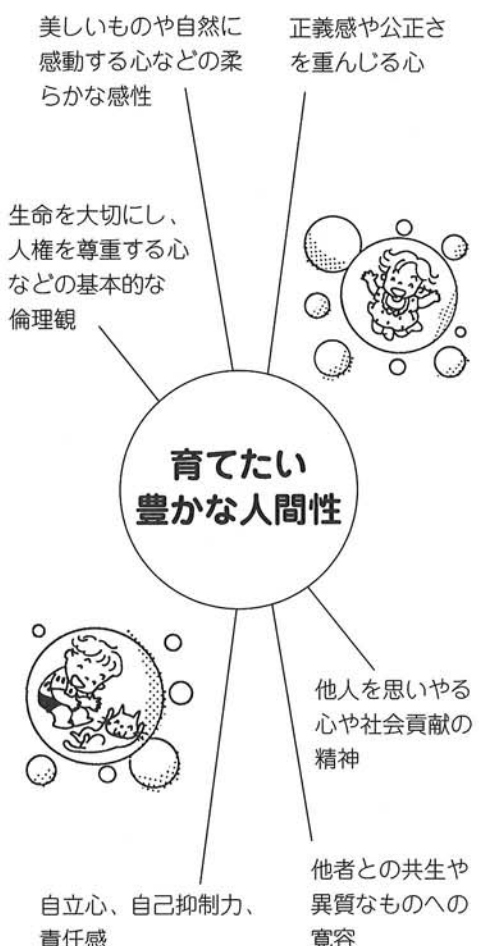 美しいものや自然に
感動する心などの柔
らかな感性
正義感や公正さ
を重んじる心
生命を大切にし、
人権を尊重する心
などの基本的な
倫理観
育てたい
豊かな人間性
他人を思いやる
心や社会貢献の
精神
他者との共生や
異質なものへの
寛容
自立心、自己抑制力、
責任感